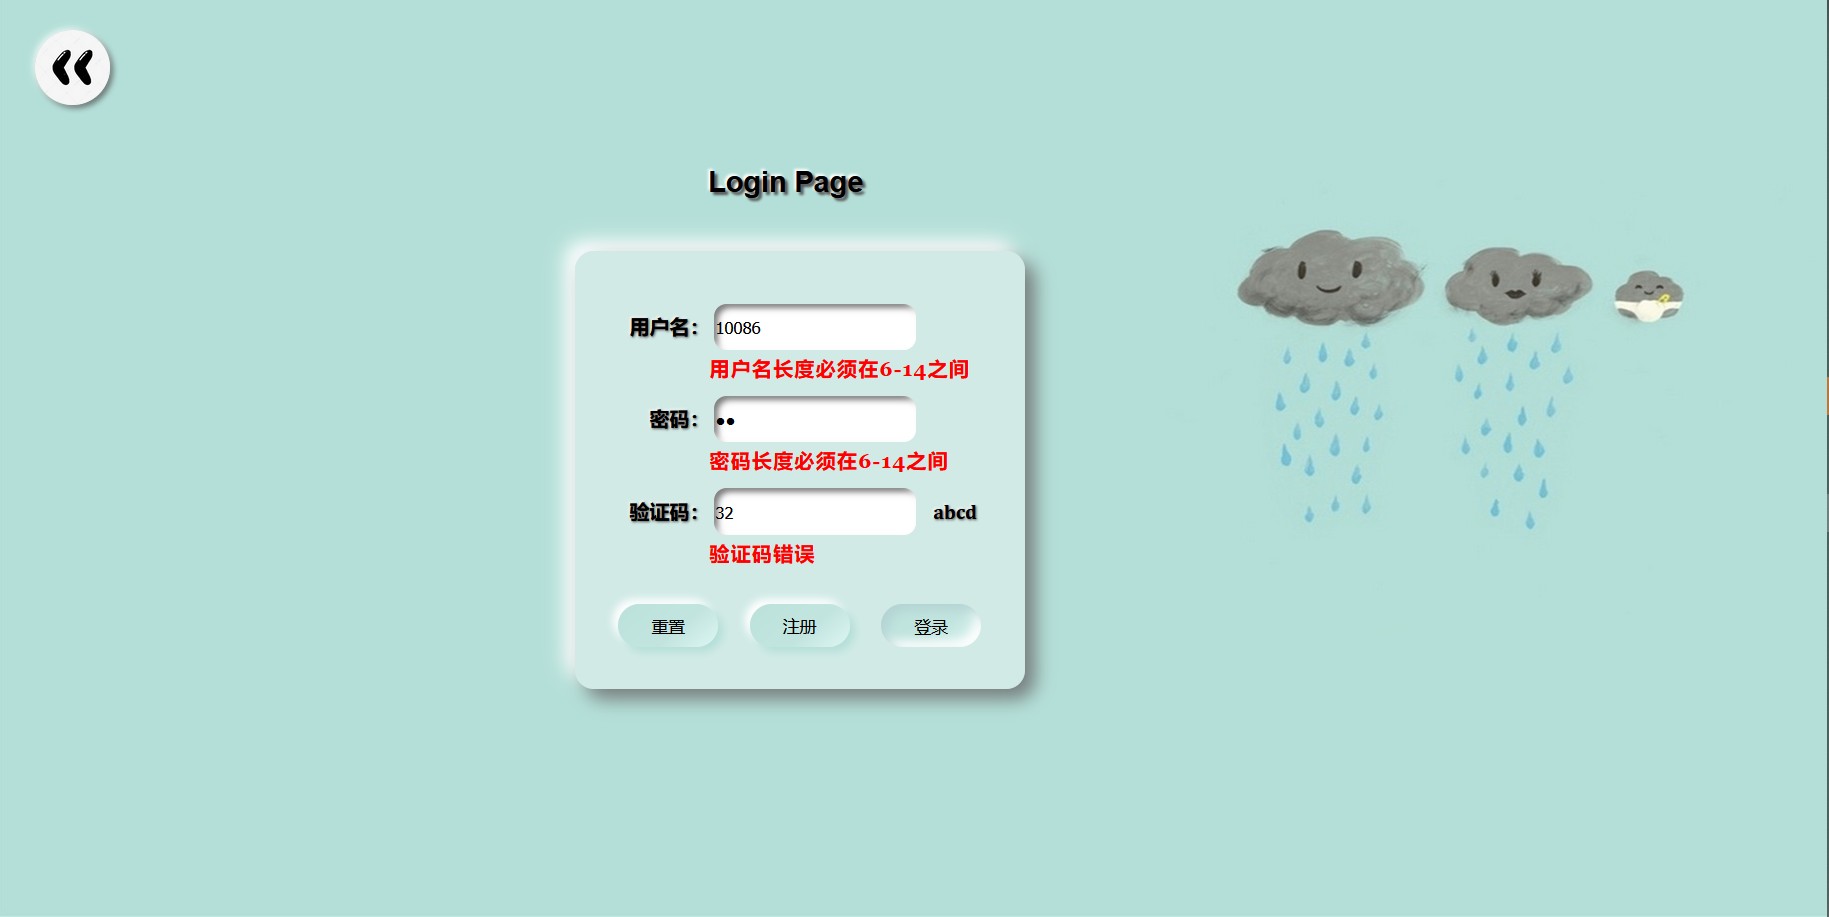 Login Page
用户名： 10086
用户名长度必须在6-14之间
密码： ●●
密码长度必须在6-14之间
验证码： 32 abcd
验证码错误
重置 注册 登录